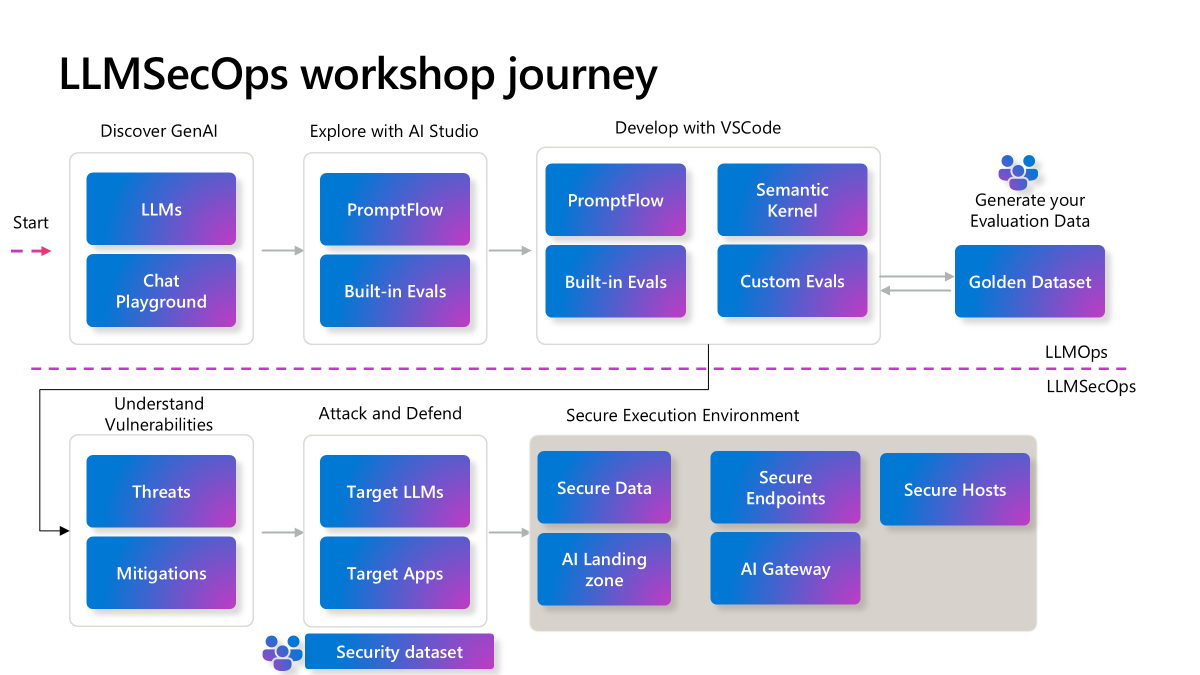 LLMSecOps workshop journey
Discover GenAI
Explore with AI Studio
Develop with VSCode
Start
LLMs
Chat
Playground
PromptFlow
Built-in Evals
PromptFlow
Semantic
Kernel
Built-in Evals
Custom Evals
Generate your
Evaluation Data
Golden Dataset
LLMOps
LLMSecOps
Understand
Vulnerabilities
Attack and Defend
Secure Execution Environment
Threats
Mitigations
Target LLMs
Target Apps
Secure Data
Secure
Endpoints
Secure Hosts
AI Landing
zone
AI Gateway
Security dataset